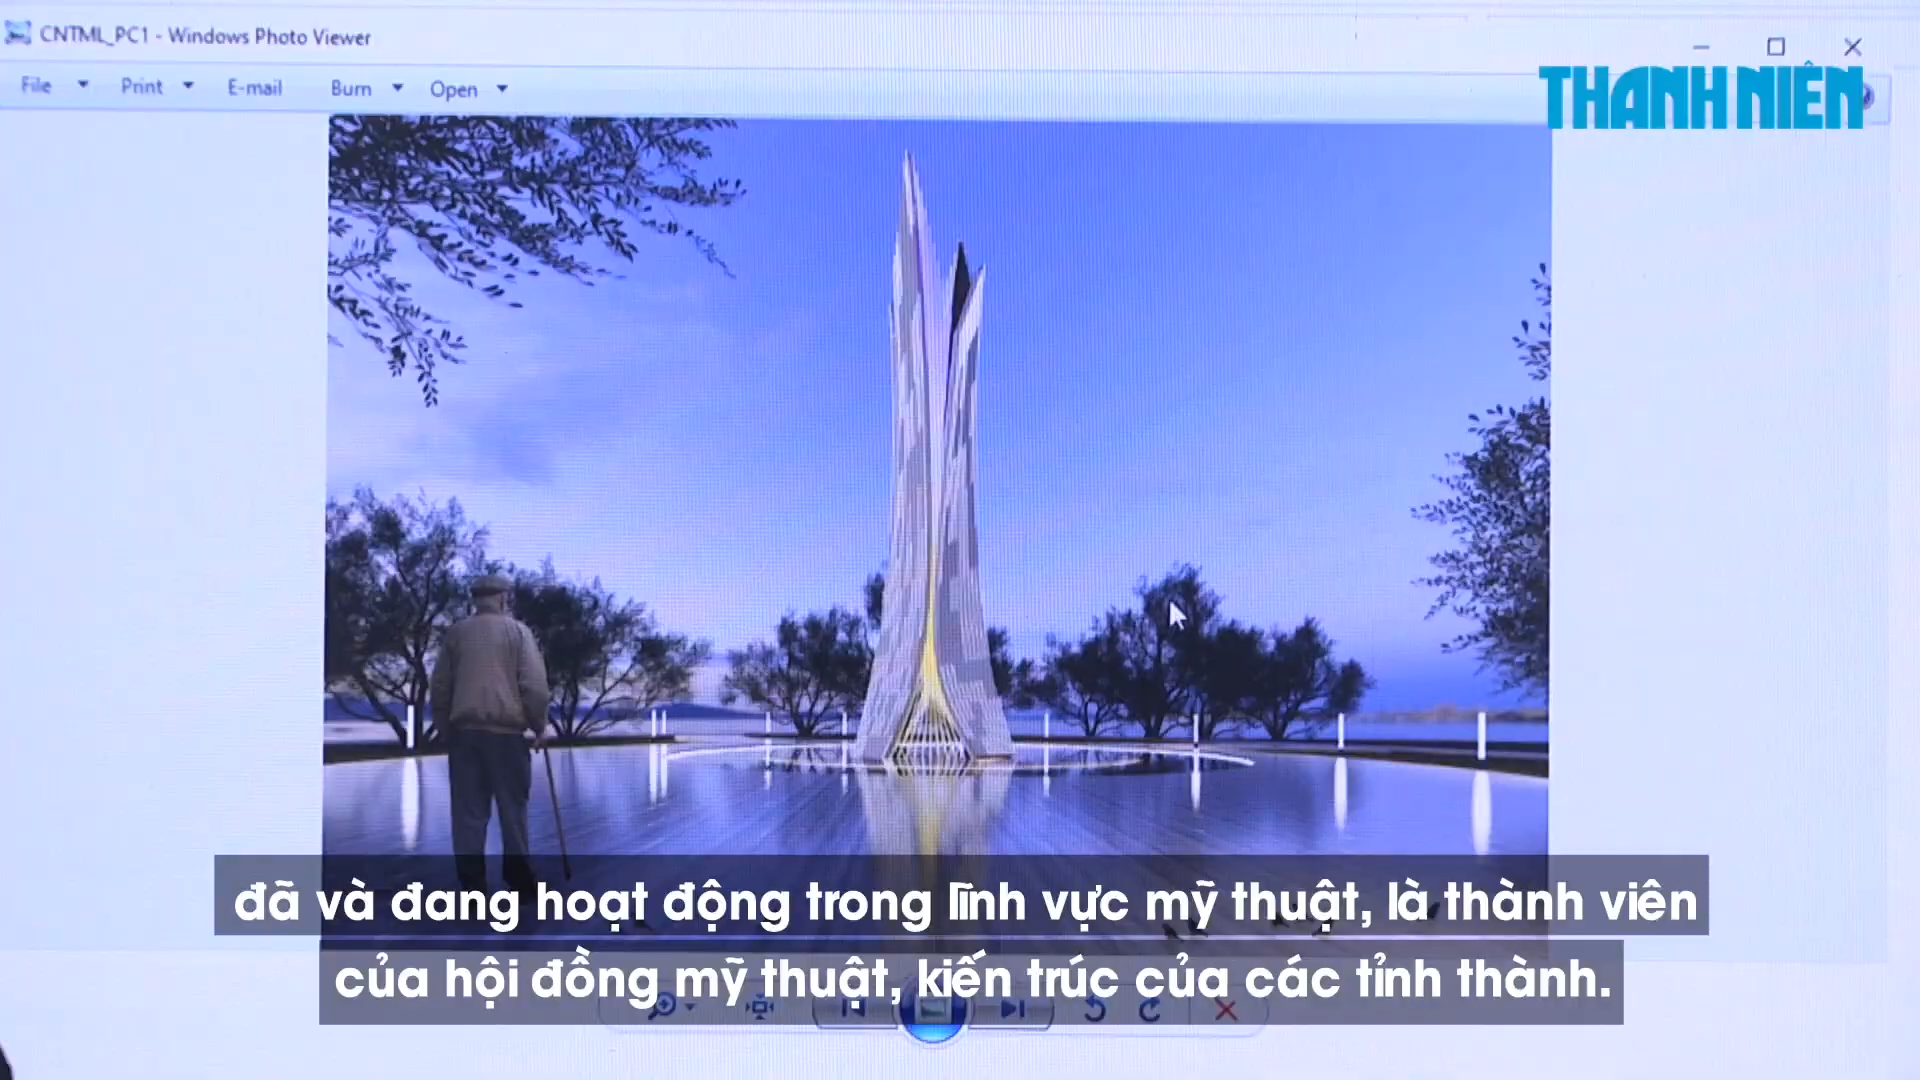 CNTML_PC1 - Windows Photo Viewer
File Print E-mail Burn Open
THANH NIÊN
đã và đang hoạt động trong lĩnh vực mỹ thuật, là thành viên
của hội đồng mỹ thuật, kiến trúc của các tỉnh thành.